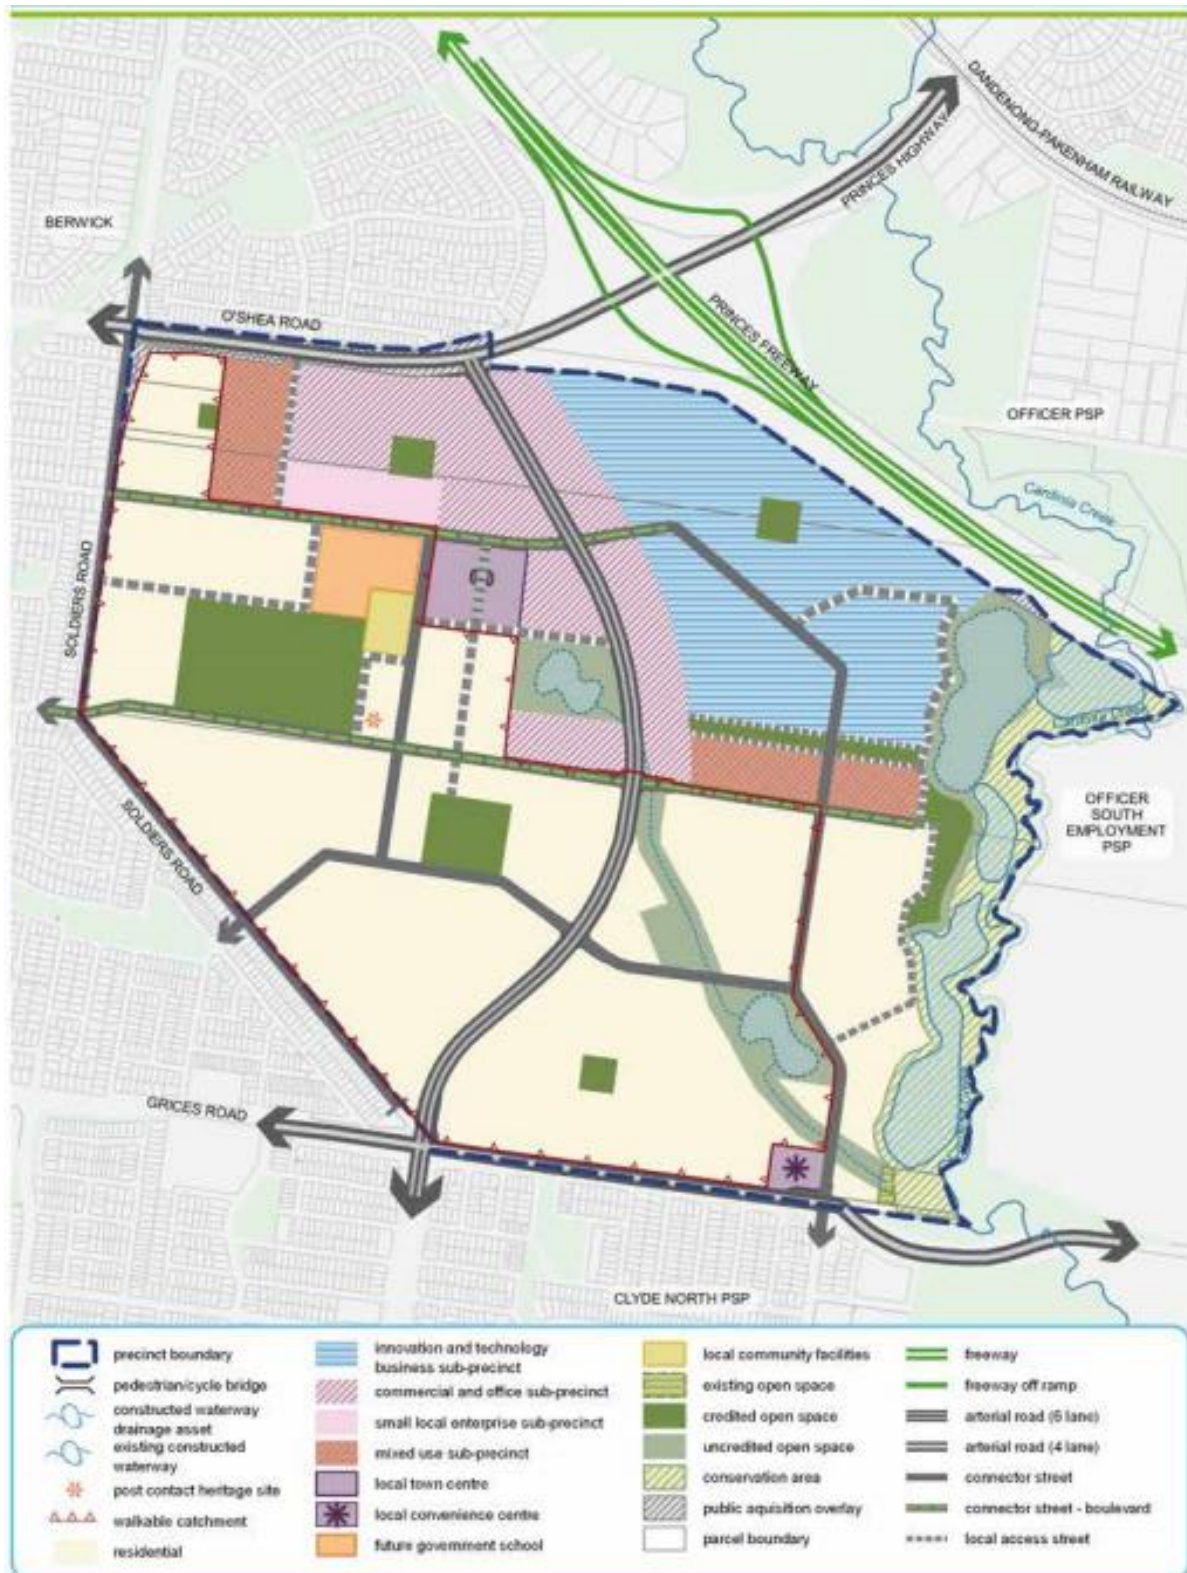 DANDENONG-PAKENHAM RAILWAY
PRINCES HIGHWAY
BERWICK
O'SHEA ROAD
PRINCES FREEWAY
OFFICER PSP
Cardinia Creek
SOLDIERS ROAD
Cardinia Creek
OFFICER
SOUTH
EMPLOYMENT
PSP
SOLDIERS ROAD
GRICES ROAD
CLYDE NORTH PSP
precinct boundary
pedestrian/cycle bridge
constructed waterway
drainage asset
existing constructed
waterway
post contact heritage site
walkable catchment
residential
innovation and technology
business sub-precinct
commercial and office sub-precinct
small local enterprise sub-precinct
mixed use sub-precinct
local town centre
local convenience centre
future government school
local community facilities
existing open space
credited open space
uncredited open space
conservation area
public aquisition overlay
parcel boundary
freeway
freeway off ramp
arterial road (6 lane)
arterial road (4 lane)
connector street
connector street - boulevard
local access street